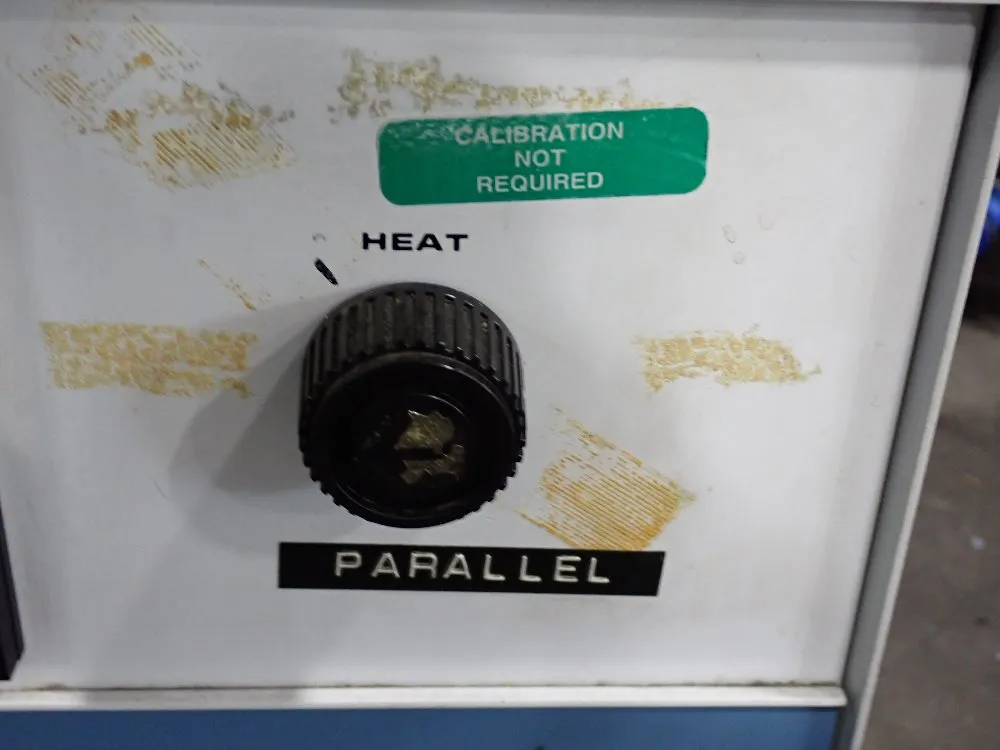 CALIBRATION
NOT
REQUIRED
HEAT
PARALLEL